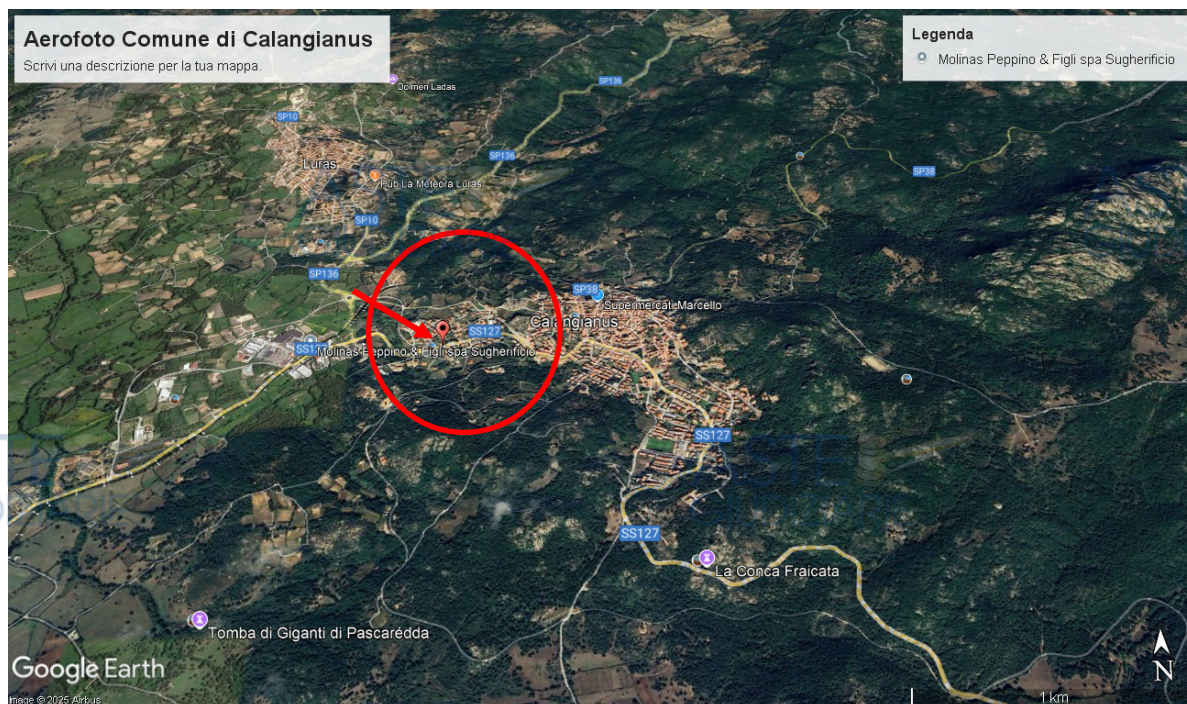 Aerofoto Comune di Calangianus
Scrivi una descrizione per la tua mappa.
Legenda
Molinas Peppino & Figli spa Sugherificio
Dolmen Ladas
SP136
SP10
Luras
SP136
SP38
Pub La Meteora Luras
SP10
SP136
SP38
Supermercati Marcello
Calangianus
SS127
SS127
Molinas Peppino & Figli spa Sugherificio
SS127
SS127
La Conca Fraicata
Tomba di Giganti di Pascarédda
Google Earth
Image © 2025 Airbus
1 km
N